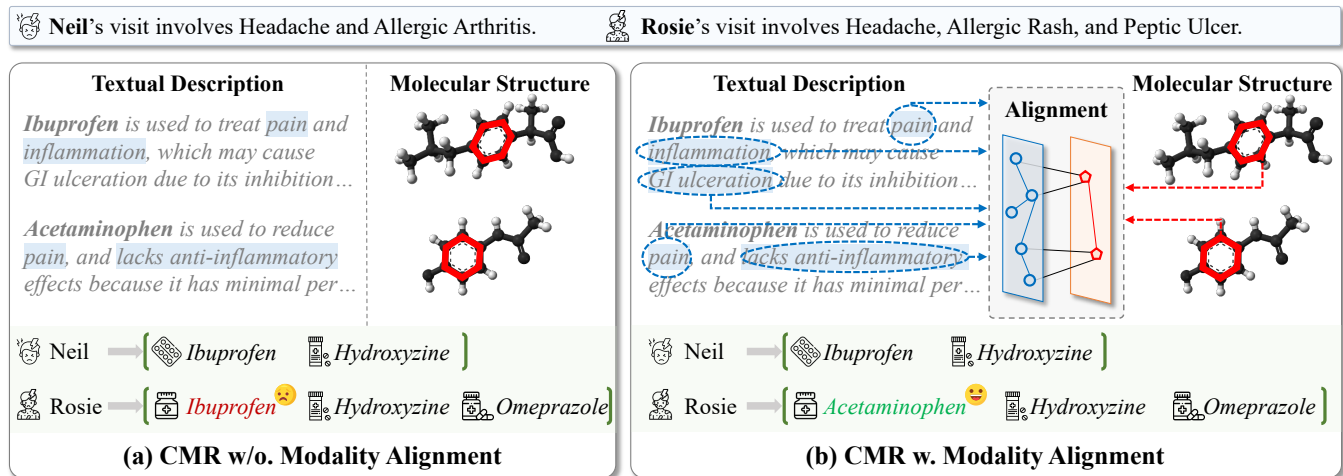 Neil's visit involves Headache and Allergic Arthritis.
Rosie's visit involves Headache, Allergic Rash, and Peptic Ulcer.
Textual Description
Molecular Structure
Ibuprofen is used to treat pain and
inflammation, which may cause
GI ulceration due to its inhibition…
Acetaminophen is used to reduce
pain, and lacks anti-inflammatory
effects because it has minimal per…
Neil
Ibuprofen
Hydroxyzine
Rosie
Ibuprofen
Hydroxyzine
Omeprazole
(a) CMR w/o. Modality Alignment
Textual Description
Molecular Structure
Alignment
Ibuprofen is used to treat pain and
inflammation, which may cause
GI ulceration due to its inhibition…
Acetaminophen is used to reduce
pain, and lacks anti-inflammatory
effects because it has minimal per…
Neil
Ibuprofen
Hydroxyzine
Rosie
Acetaminophen
Hydroxyzine
Omeprazole
(b) CMR w. Modality Alignment